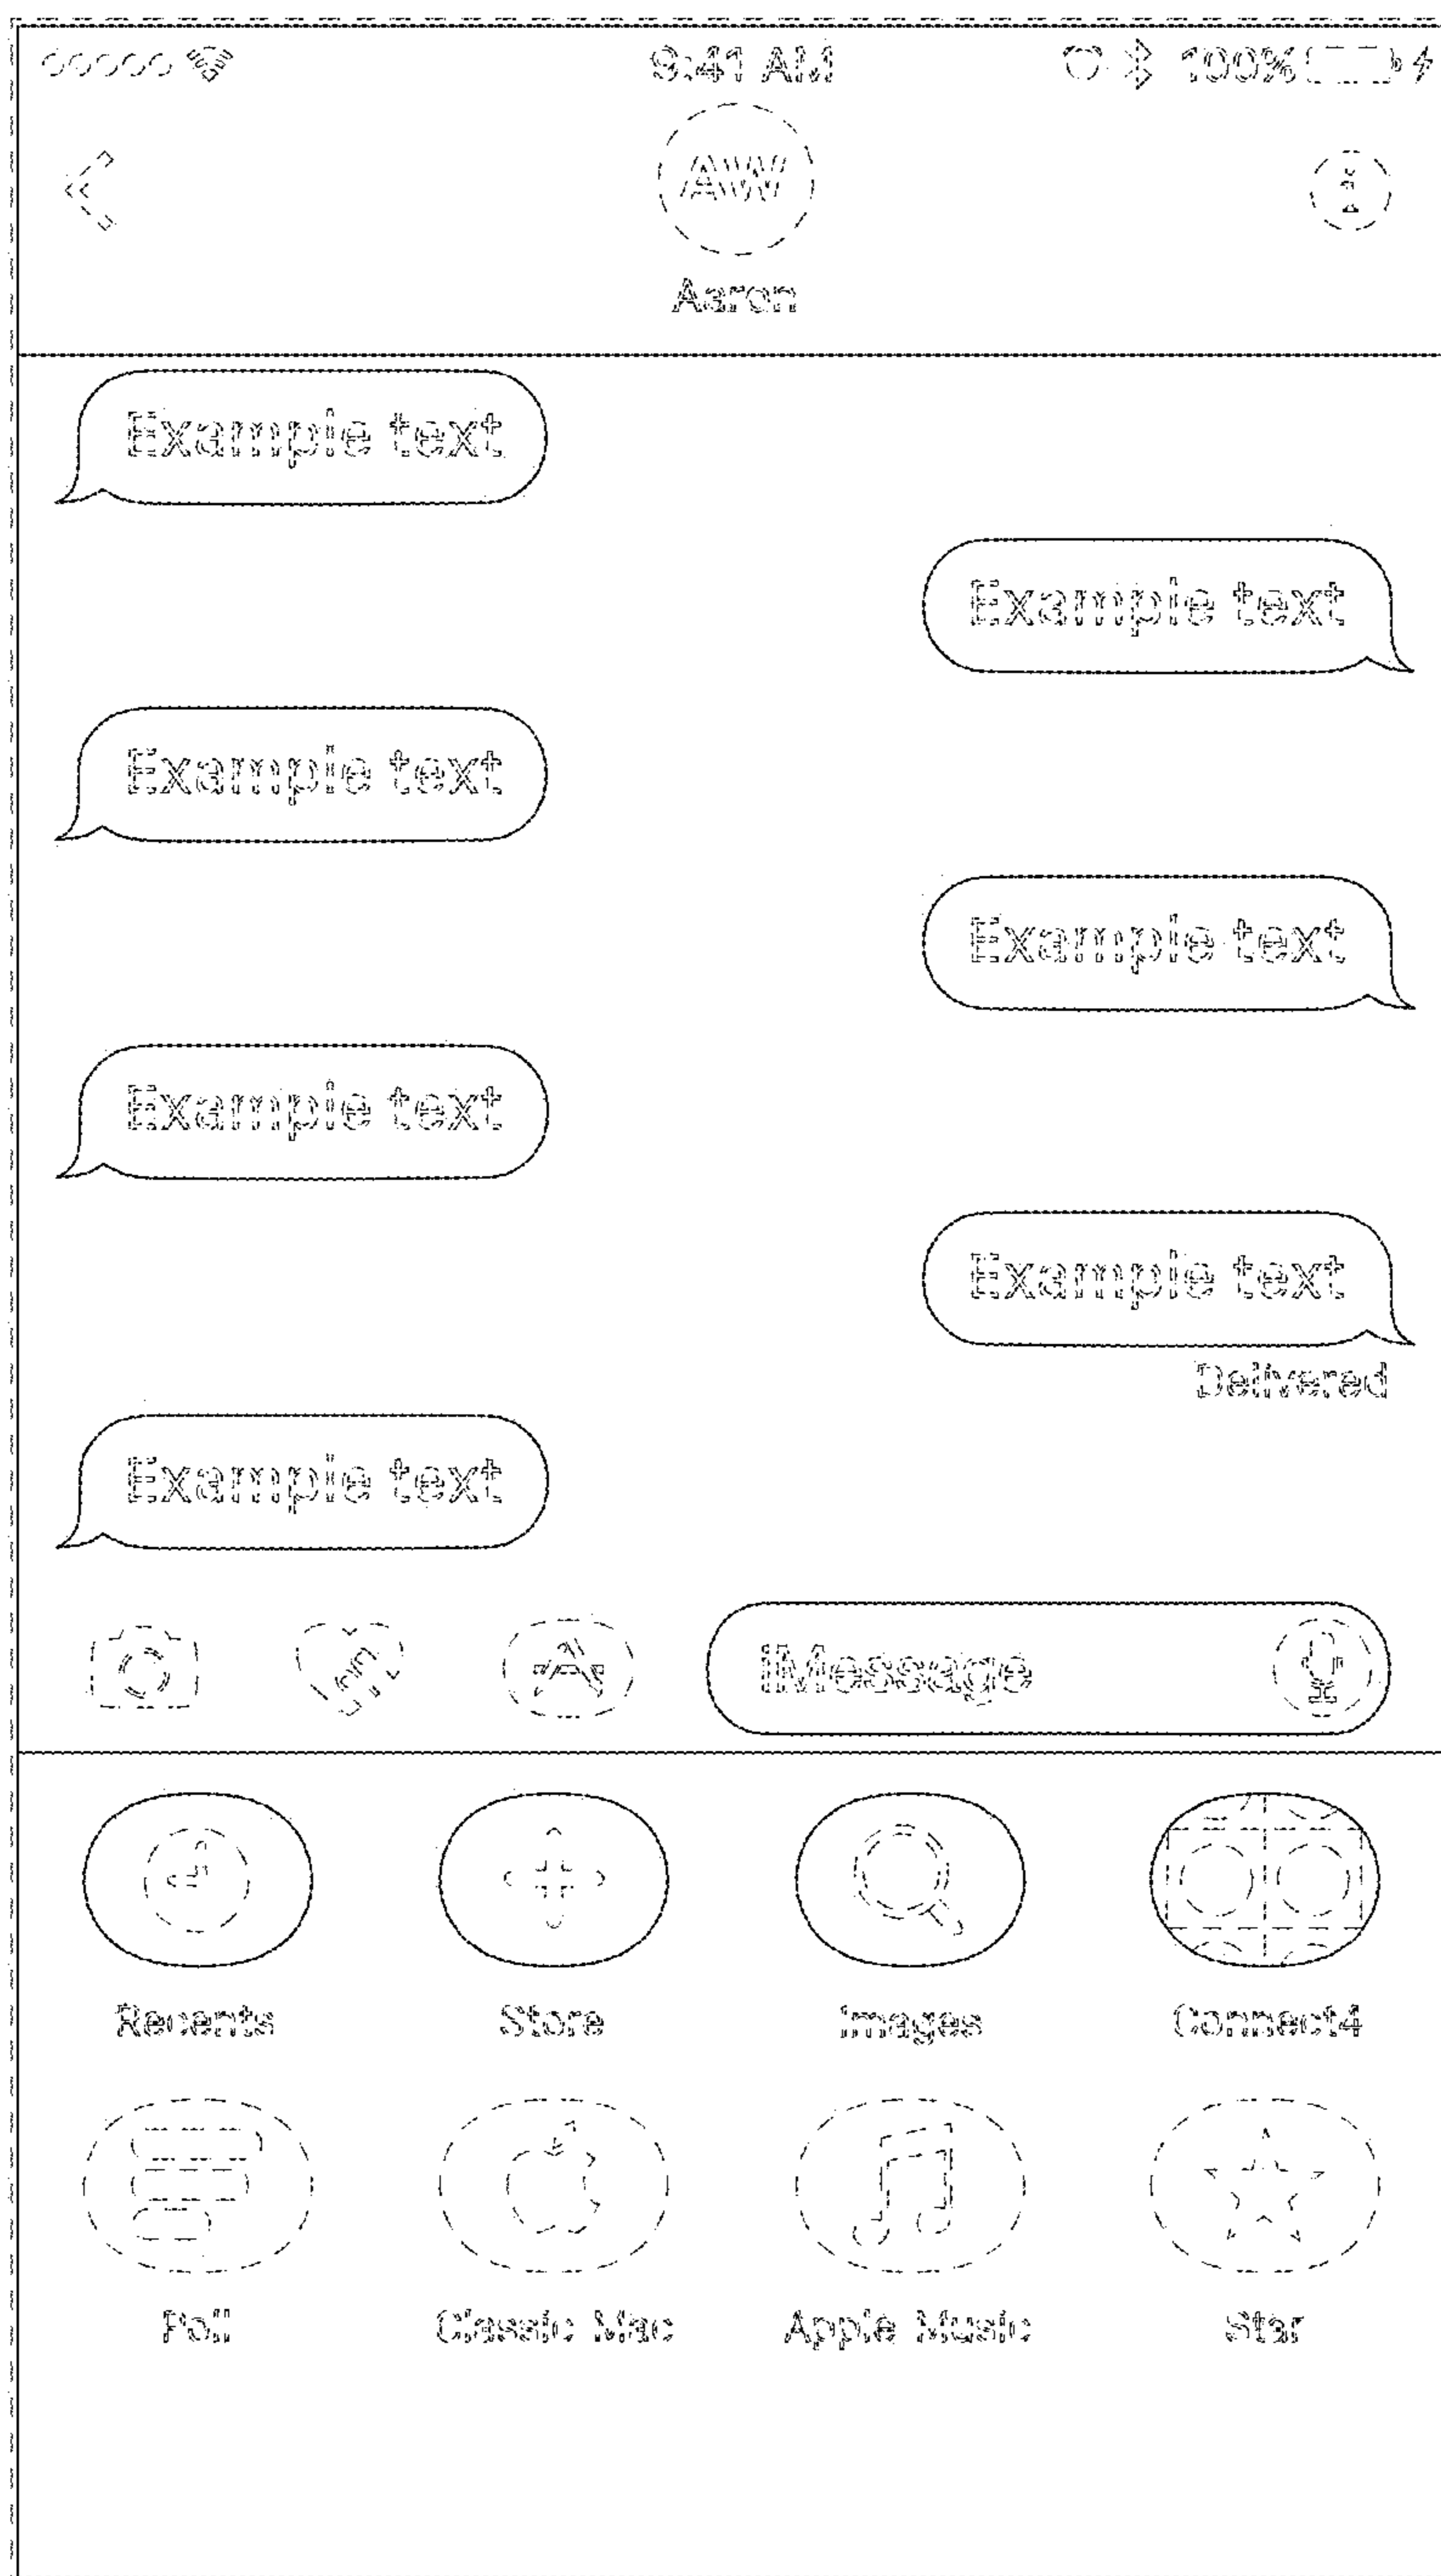 9:41 AM 100%
AW
i
Aaron
Example text
Example text
Example text
Example text
Example text
Example text
Delivered
Example text
iMessage
Recents Store Images Connect4
Poll Classic Mac Apple Music Star